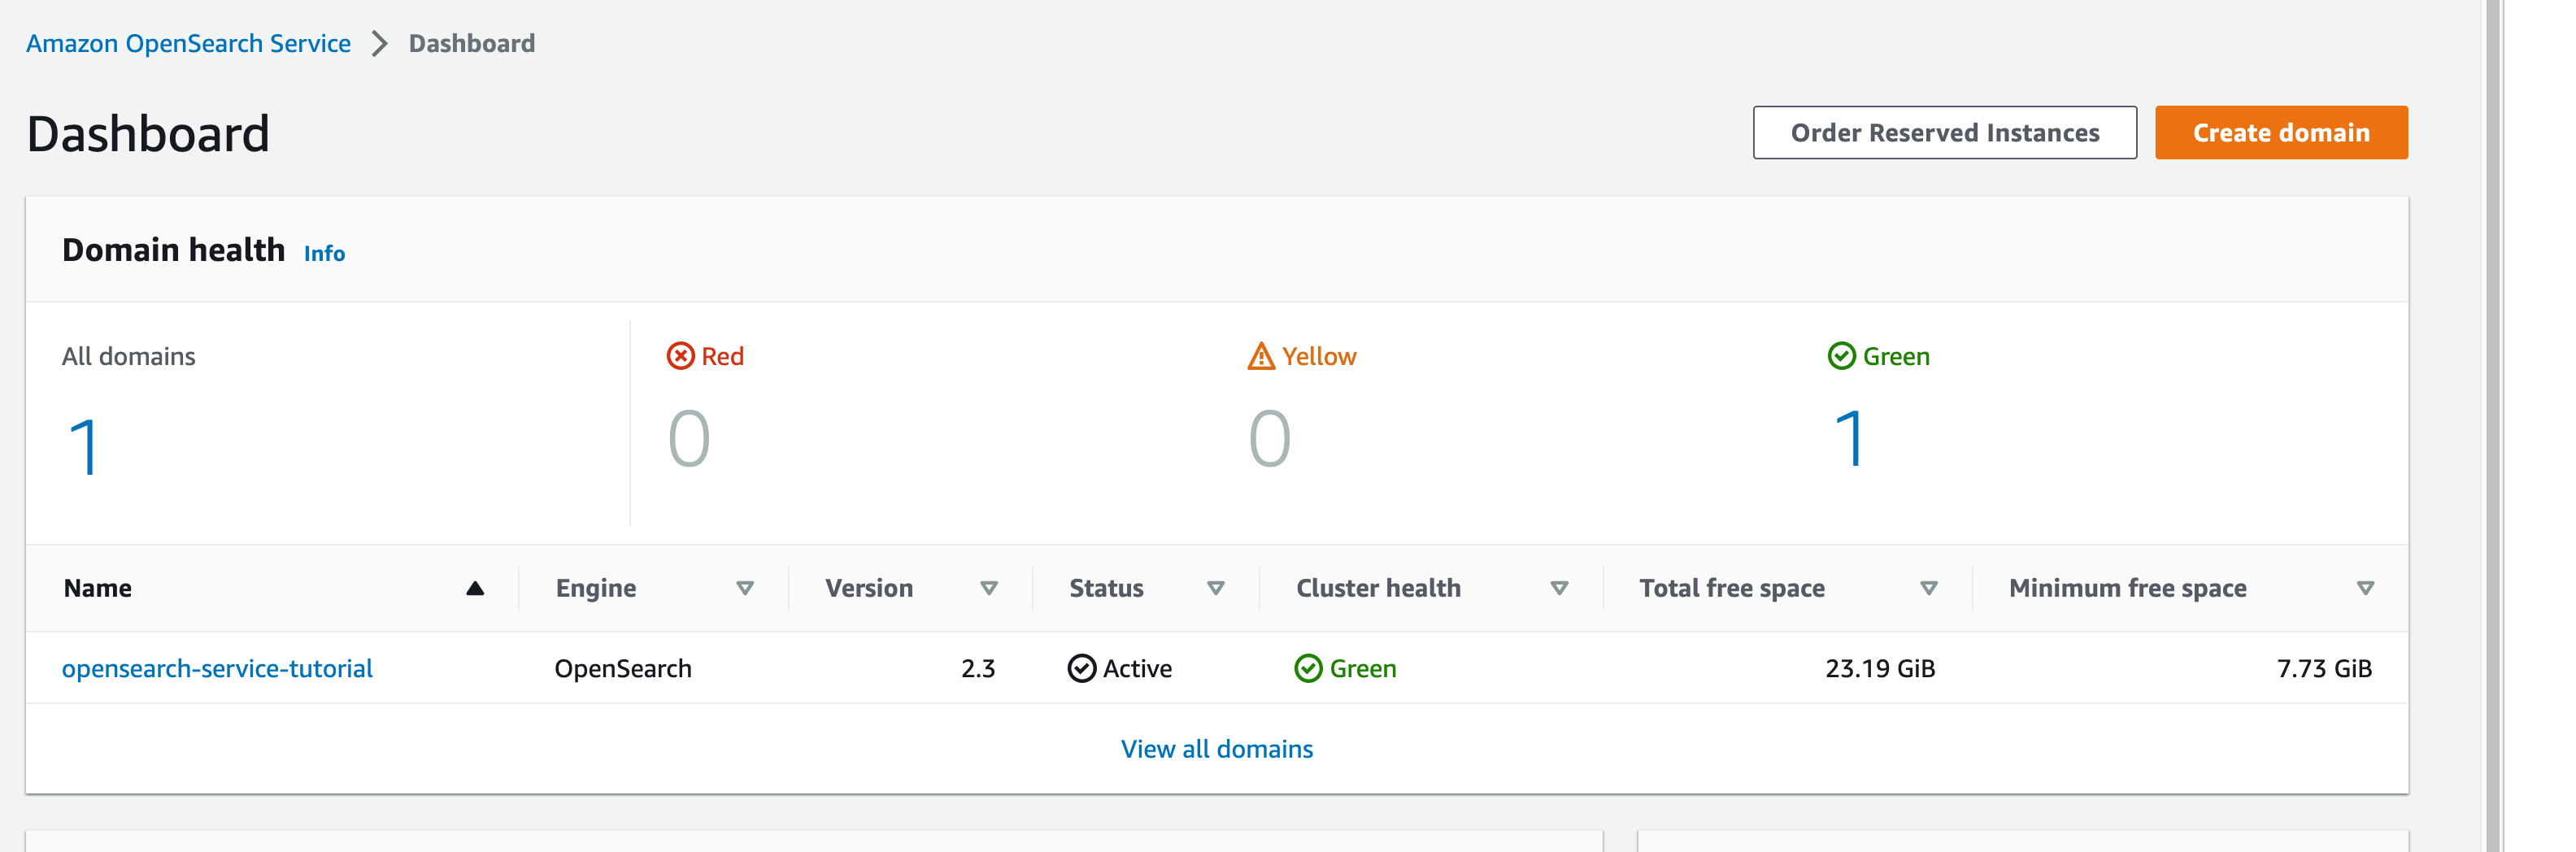 Amazon OpenSearch Service > Dashboard
Dashboard
Order Reserved Instances
Create domain
Domain health Info
All domains
Red
Yellow
Green
1
0
0
1
Name Engine Version Status Cluster health Total free space Minimum free space
opensearch-service-tutorial OpenSearch 2.3 Active Green 23.19 GiB 7.73 GiB
View all domains